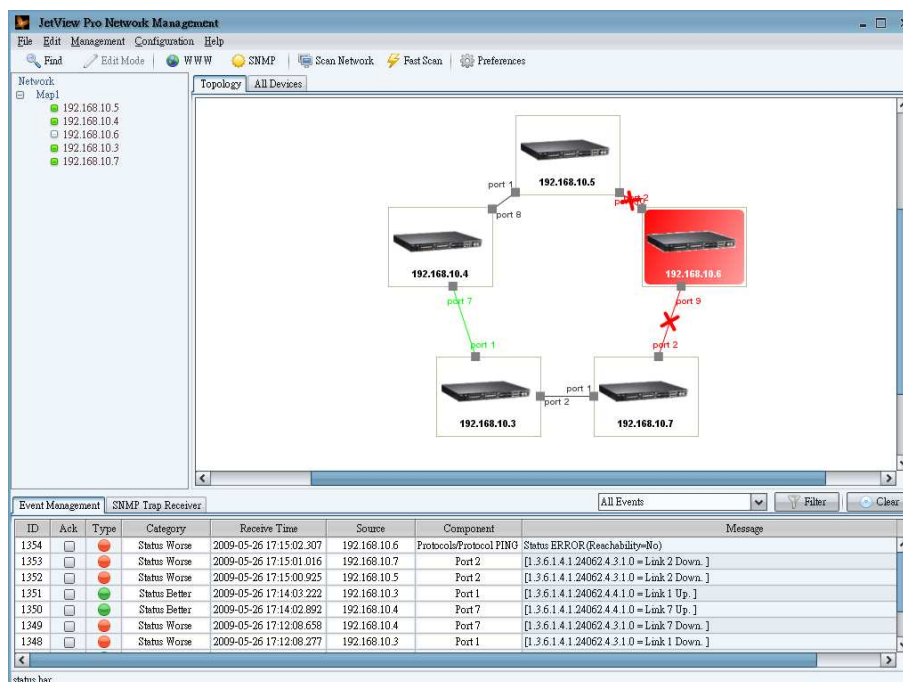 JetView Pro Network Management
File Edit Management Configuration Help
Find Edit Mode WWW SNMP Scan Network Fast Scan Preferences
Network
Map1
192.168.10.5
192.168.10.4
192.168.10.6
192.168.10.3
192.168.10.7
Topology All Devices
192.168.10.5
port 1
port 8
192.168.10.4
192.168.10.6
port 7
port 9
port 1
port 2
192.168.10.3
port 1
port 2
192.168.10.7
Event Management SNMP Trap Receiver All Events Filter Clear
ID Ack Type Category Receive Time Source Component Message
1354 Status Worse 2009-05-26 17:15:02.307 192.168.10.6 Protocols/Protocol PING Status ERROR (Reachability=No)
1353 Status Worse 2009-05-26 17:15:01.016 192.168.10.7 Port 2 [1.3.6.1.4.1.24062.4.3.1.0 = Link 2 Down. ]
1352 Status Worse 2009-05-26 17:15:00.925 192.168.10.5 Port 2 [1.3.6.1.4.1.24062.4.3.1.0 = Link 2 Down. ]
1351 Status Better 2009-05-26 17:14:03.222 192.168.10.3 Port 1 [1.3.6.1.4.1.24062.4.4.1.0 = Link 1 Up. ]
1350 Status Better 2009-05-26 17:14:02.892 192.168.10.4 Port 7 [1.3.6.1.4.1.24062.4.4.1.0 = Link 7 Up. ]
1349 Status Worse 2009-05-26 17:12:08.658 192.168.10.4 Port 7 [1.3.6.1.4.1.24062.4.3.1.0 = Link 7 Down. ]
1348 Status Worse 2009-05-26 17:12:08.277 192.168.10.3 Port 1 [1.3.6.1.4.1.24062.4.3.1.0 = Link 1 Down. ]
status bar